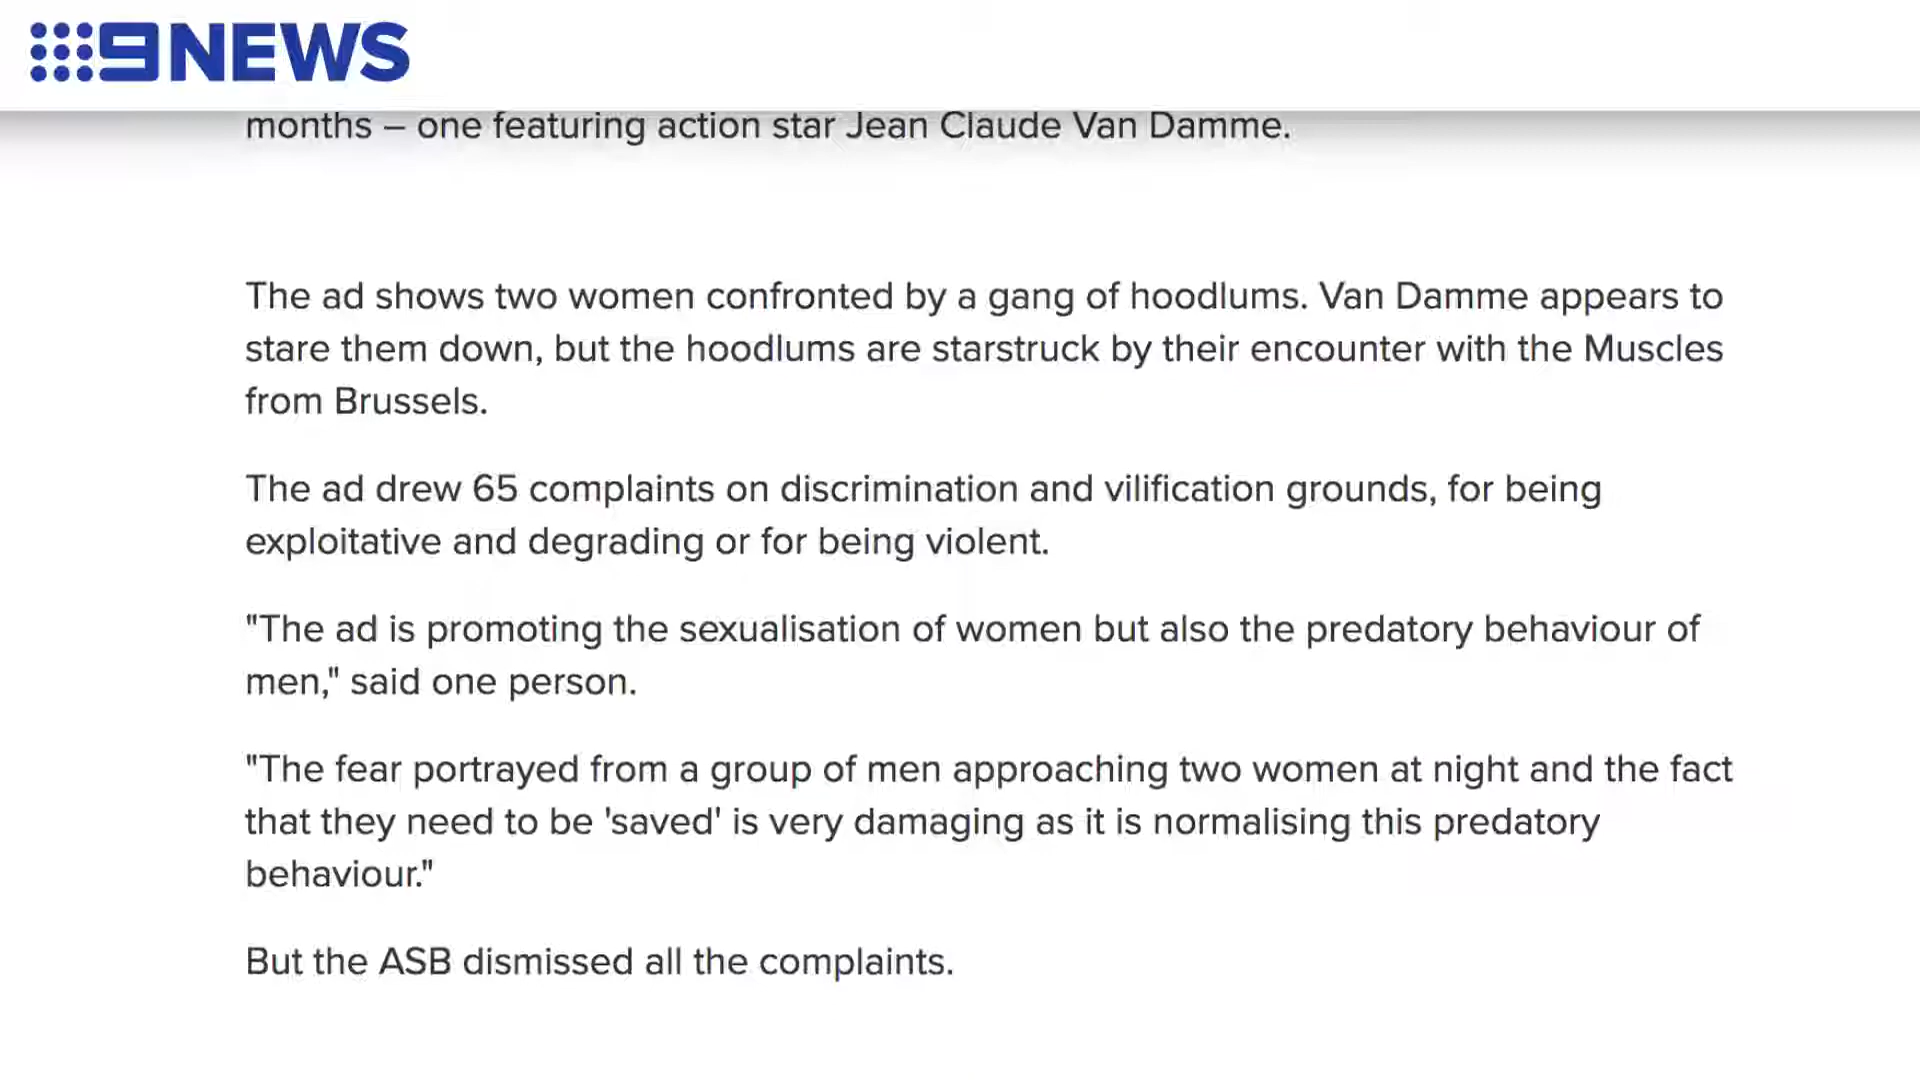 9NEWS
months – one featuring action star Jean Claude Van Damme.
The ad shows two women confronted by a gang of hoodlums. Van Damme appears to
stare them down, but the hoodlums are starstruck by their encounter with the Muscles
from Brussels.
The ad drew 65 complaints on discrimination and vilification grounds, for being
exploitative and degrading or for being violent.
"The ad is promoting the sexualisation of women but also the predatory behaviour of
men," said one person.
"The fear portrayed from a group of men approaching two women at night and the fact
that they need to be 'saved' is very damaging as it is normalising this predatory
behaviour."
But the ASB dismissed all the complaints.